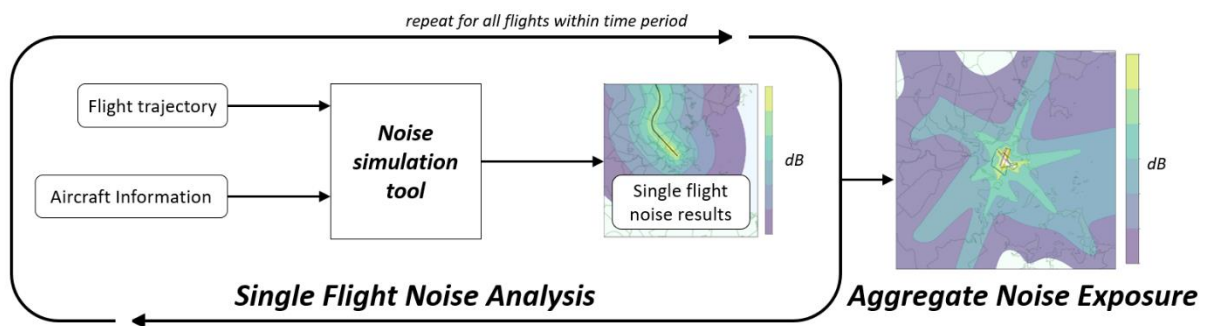 repeat for all flights within time period
Flight trajectory
Aircraft Information
Noise
simulation
tool
dB
Single flight
noise results
dB
Single Flight Noise Analysis
Aggregate Noise Exposure